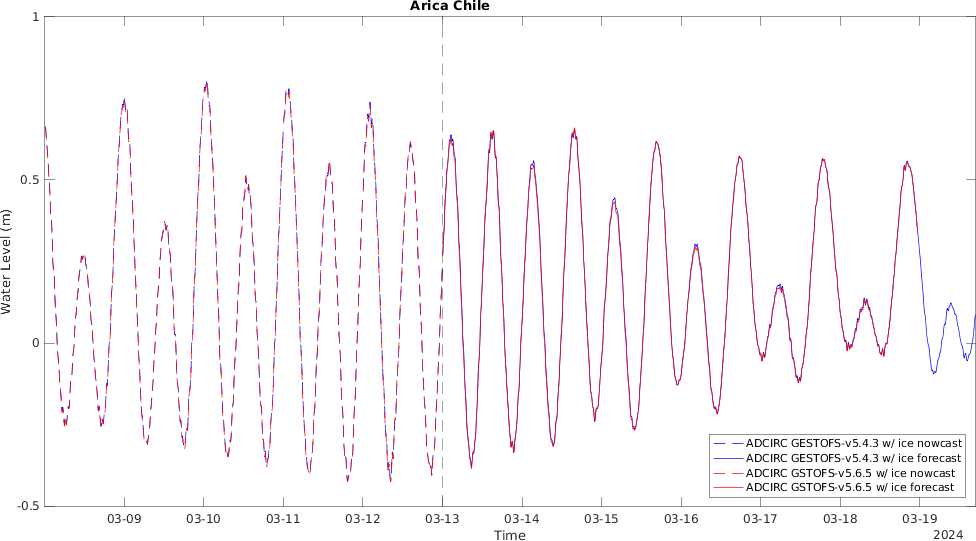 Arica Chile
1
0.5
0
-0.5
Water Level (m)
ADCIRC GESTOFS-v5.4.3 w/ ice nowcast
ADCIRC GESTOFS-v5.4.3 w/ ice forecast
ADCIRC GSTOFS-v5.6.5 w/ ice nowcast
ADCIRC GSTOFS-v5.6.5 w/ ice forecast
03-09 03-10 03-11 03-12 03-13 03-14 03-15 03-16 03-17 03-18 03-19
Time
2024